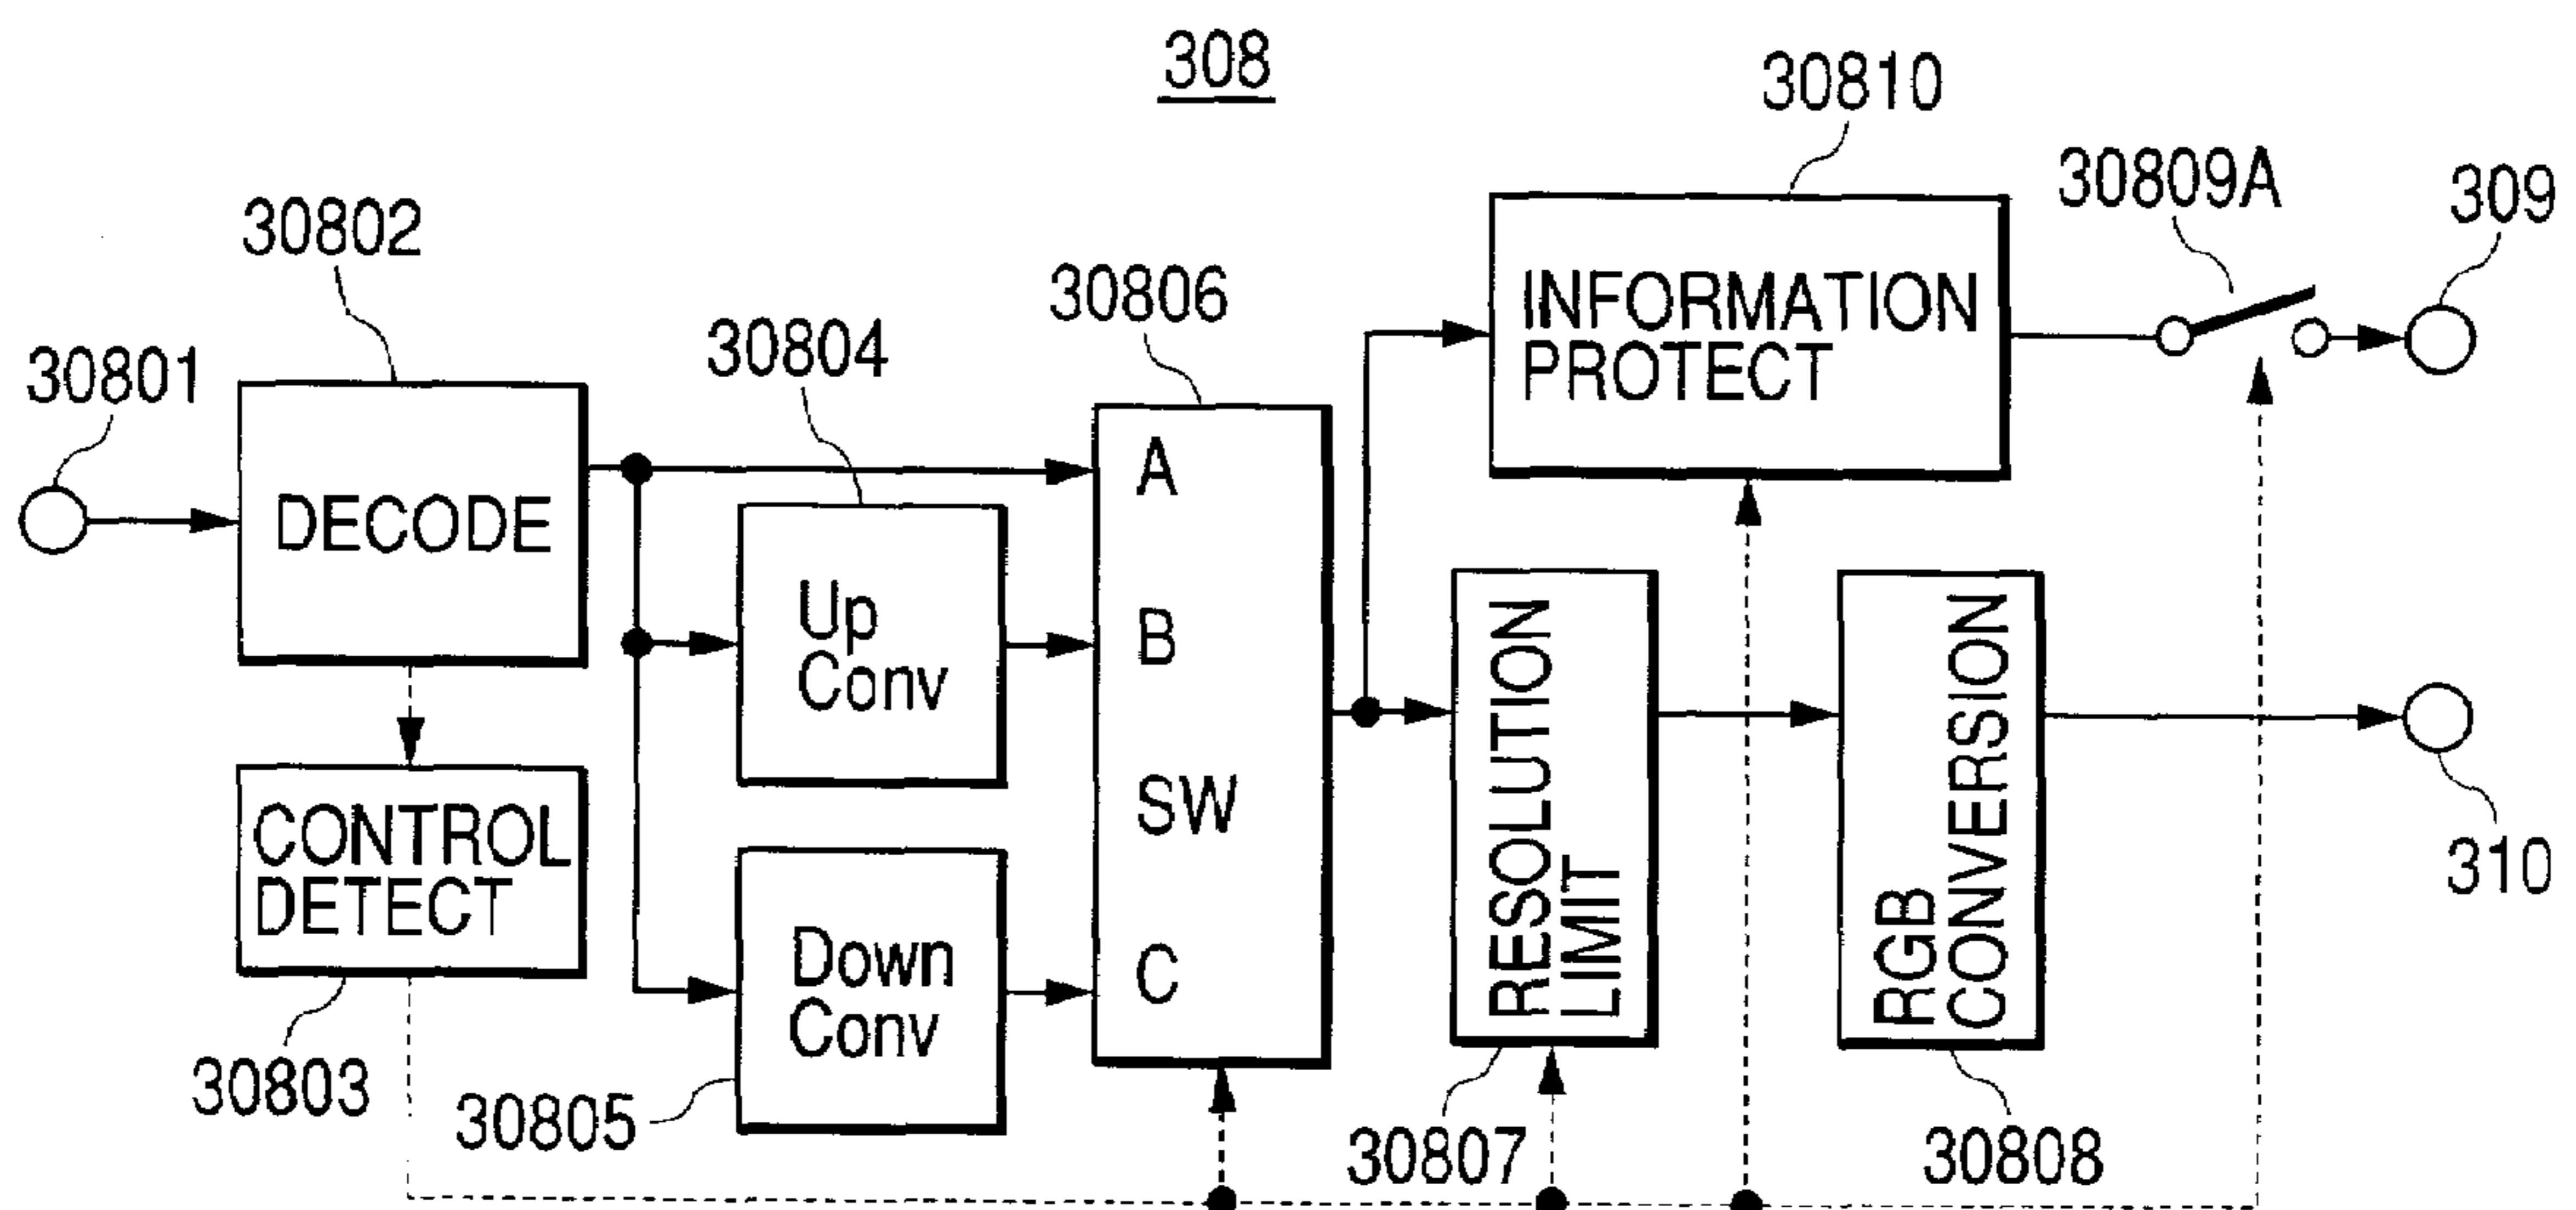 308
30810
30809A
309
30802
30806
30804
30801
INFORMATION
PROTECT
A
DECODE
Up
Conv
B
RESOLUTION
LIMIT
RGB
CONVERSION
SW
CONTROL
DETECT
310
Down
Conv
C
30803
30805
30807
30808